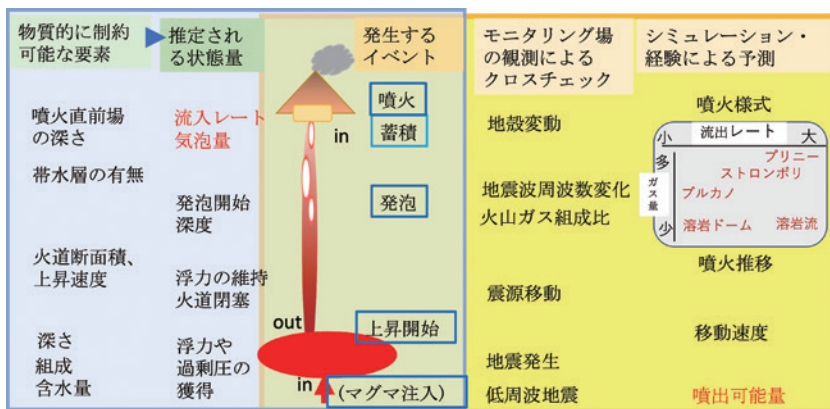 物質的に制約
可能な要素
推定され
る状態量
発生する
イベント
モニタリング場
の観測による
クロスチェック
シミュレーション・
経験による予測
噴火直前場
の深さ
帯水層の有無
火道断面積、
上昇速度
深さ
組成
含水量
流入レート
気泡量
発泡開始
深度
浮力の維持
火道閉塞
浮力や
過剰圧の
獲得
in
out
in
噴火
蓄積
発泡
上昇開始
(マグマ注入)
地殻変動
地震波周波数変化
火山ガス組成比
震源移動
地震発生
低周波地震
噴火様式
小 流出レート 大
多
ガス量
少
プリニー
ストロンボリ
ブルカノ
溶岩ドーム 溶岩流
噴火推移
移動速度
噴出可能量